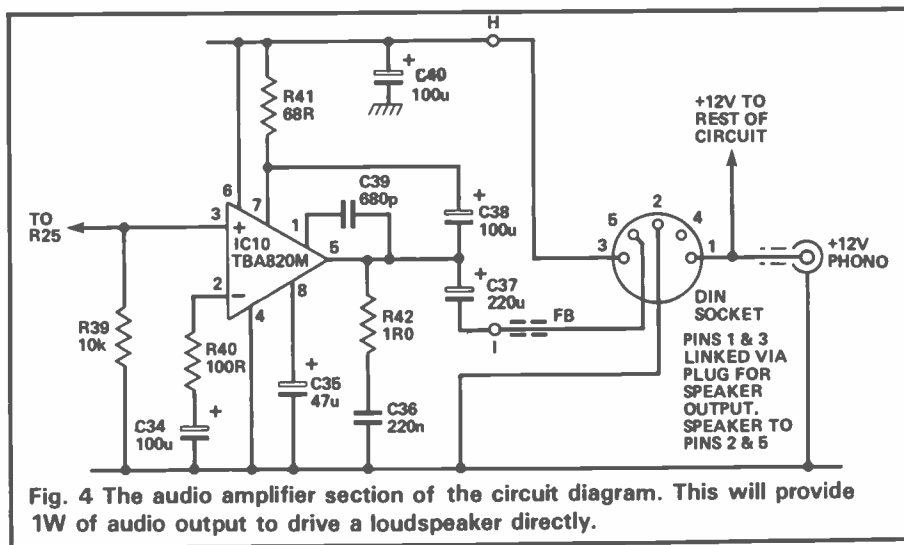 H
C40
100u
R41
68R
+12V TO
REST OF
CIRCUIT
C39
680p
6
7
TO
R25
3
+
1
+
C38
100u
2
5
4
3
1
+12V
PHONO
IC10
TBA820M
5
2
−
8
4
+
C37
220u
FB
I
DIN
SOCKET
PINS 1 & 3
LINKED VIA
PLUG FOR
SPEAKER
OUTPUT.
SPEAKER TO
PINS 2 & 5
R39
10k
R40
100R
R42
1R0
+
C34
100u
+
C35
47u
C36
220n
+
Fig. 4 The audio amplifier section of the circuit diagram. This will provide
1W of audio output to drive a loudspeaker directly.